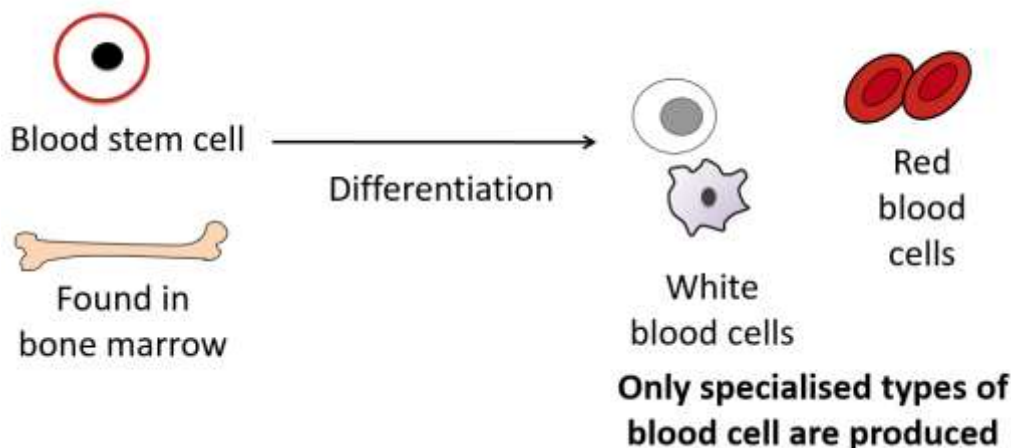 Blood stem cell
Differentiation
Found in
bone marrow
White
blood cells
Red
blood
cells
Only specialised types of
blood cell are produced